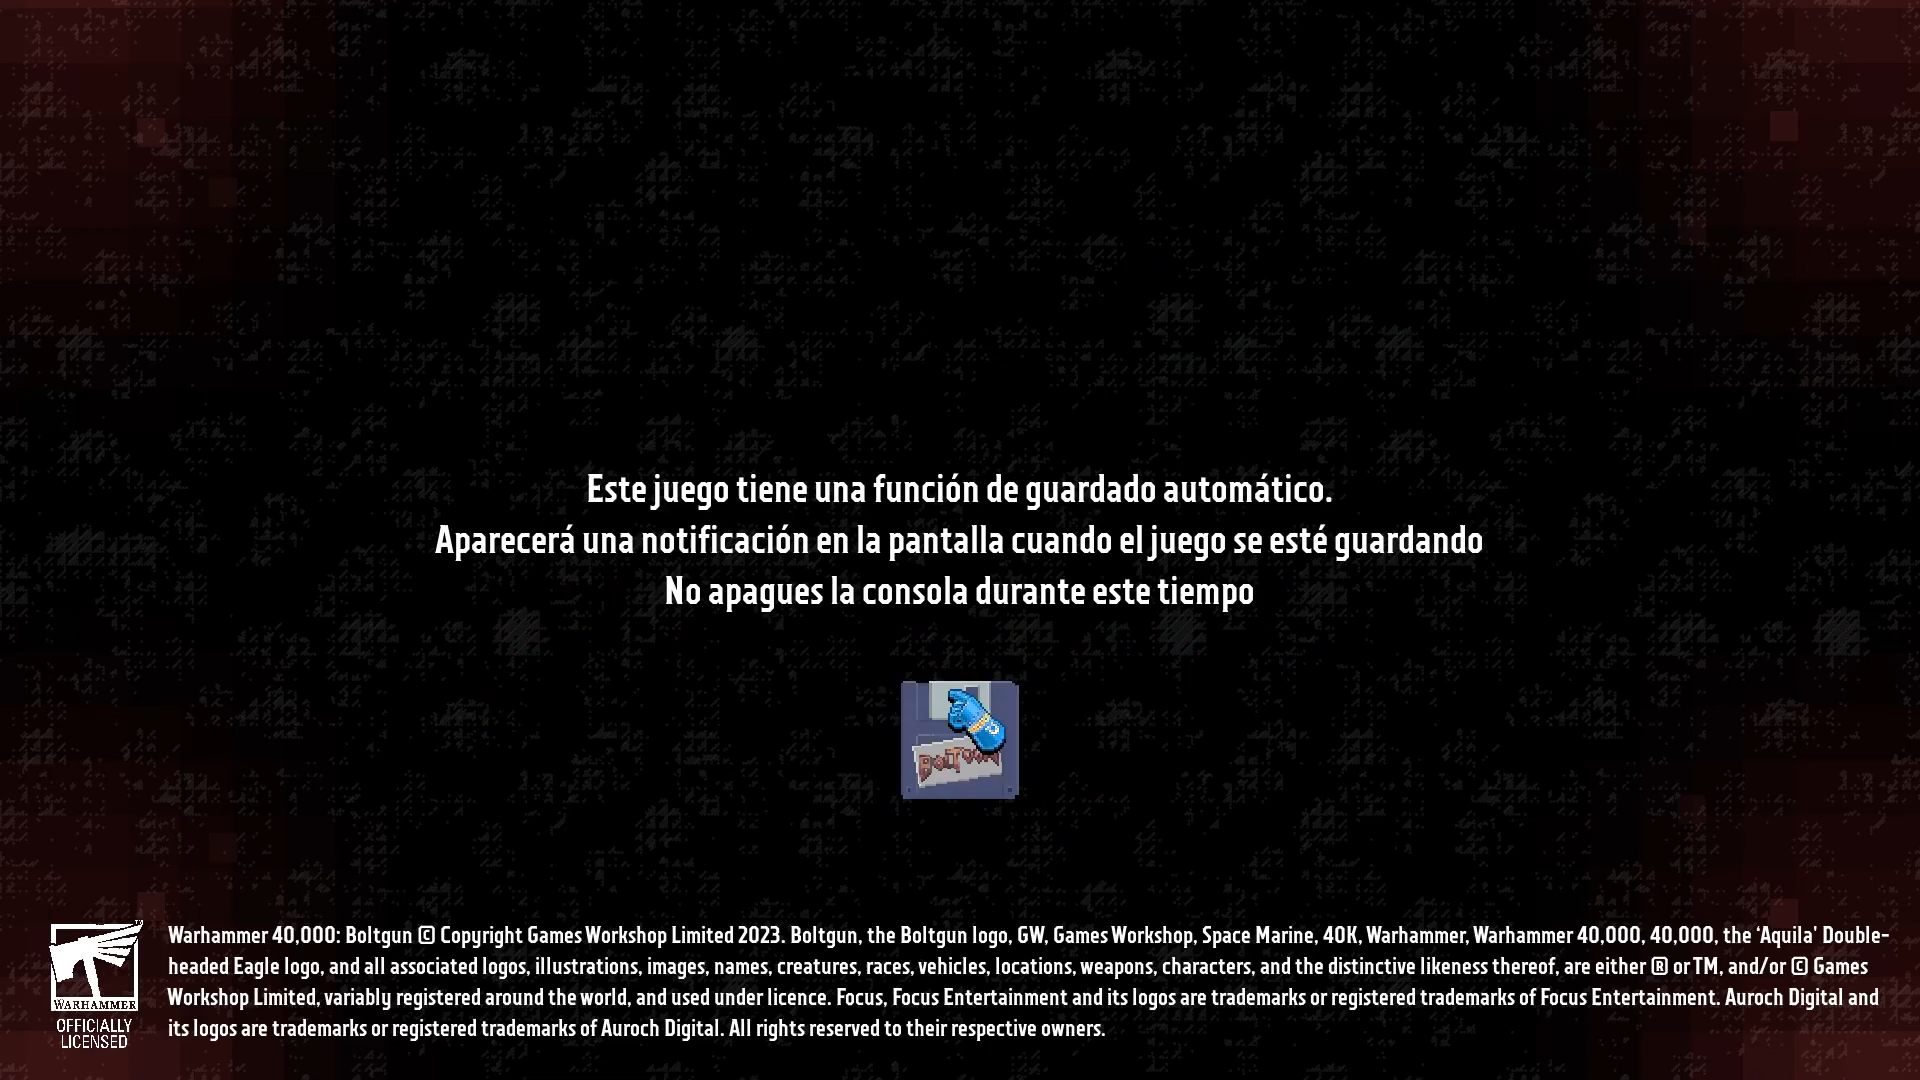 Este juego tiene una función de guardado automático.
Aparecerá una notificación en la pantalla cuando el juego se esté guardando
No apagues la consola durante este tiempo
BOLTGUN
Warhammer 40,000: Boltgun © Copyright Games Workshop Limited 2023. Boltgun, the Boltgun logo, GW, Games Workshop, Space Marine, 40K, Warhammer, Warhammer 40,000, 40,000, the ‘Aquila’ Double-
headed Eagle logo, and all associated logos, illustrations, images, names, creatures, races, vehicles, locations, weapons, characters, and the distinctive likeness thereof, are either ® or TM, and/or © Games
Workshop Limited, variably registered around the world, and used under licence. Focus, Focus Entertainment and its logos are trademarks or registered trademarks of Focus Entertainment. Auroch Digital and
its logos are trademarks or registered trademarks of Auroch Digital. All rights reserved to their respective owners.
TM
WARHAMMER
OFFICIALLY
LICENSED